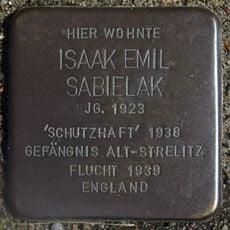 HIER WOHNTE
ISAAK EMIL
SABIELAK
JG. 1923
'SCHUTZHAFT' 1938
GEFÄNGNIS ALT-STRELITZ
FLUCHT 1939
ENGLAND